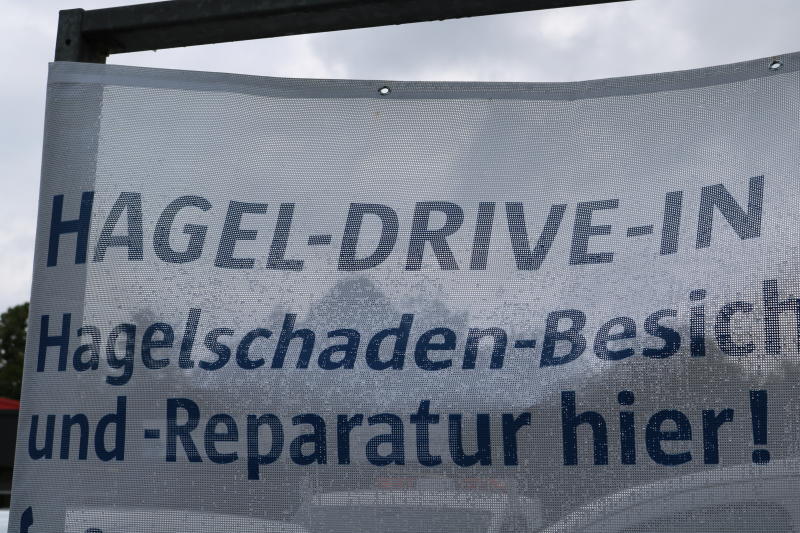 HAGEL-DRIVE-IN
Hagelschaden-Besich
und -Reparatur hier!